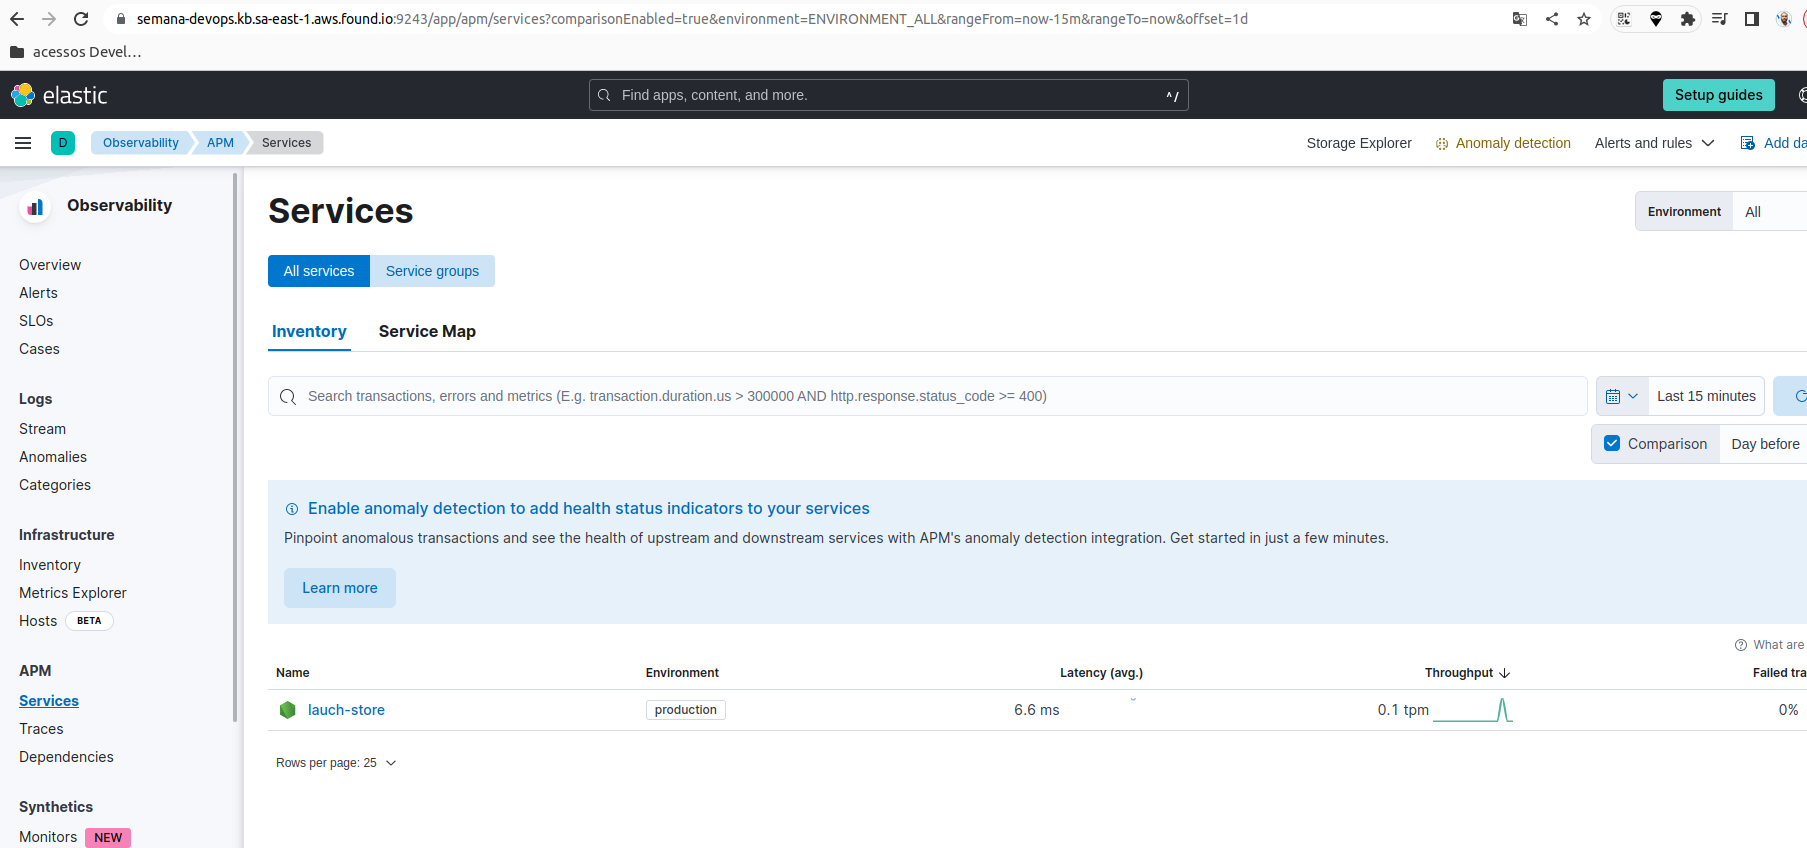 semana-devops.kb.sa-east-1.aws.found.io:9243/app/apm/services?comparisonEnabled=true&environment=ENVIRONMENT_ALL&rangeFrom=now-15m&rangeTo=now&offset=1d
acessos Devel...
elastic
Find apps, content, and more.
^/
Setup guides
D
Observability
APM
Services
Storage Explorer
Anomaly detection
Alerts and rules
Add da
Observability
Overview
Alerts
SLOs
Cases
Logs
Stream
Anomalies
Categories
Infrastructure
Inventory
Metrics Explorer
Hosts BETA
APM
Services
Traces
Dependencies
Synthetics
Monitors NEW
Services
Environment All
All services
Service groups
Inventory
Service Map
Search transactions, errors and metrics (E.g. transaction.duration.us > 300000 AND http.response.status_code >= 400)
Last 15 minutes
Comparison
Day before
Enable anomaly detection to add health status indicators to your services
Pinpoint anomalous transactions and see the health of upstream and downstream services with APM's anomaly detection integration. Get started in just a few minutes.
Learn more
What are
Name Environment Latency (avg.) Throughput Failed tra
lauch-store production 6.6 ms 0.1 tpm 0%
Rows per page: 25